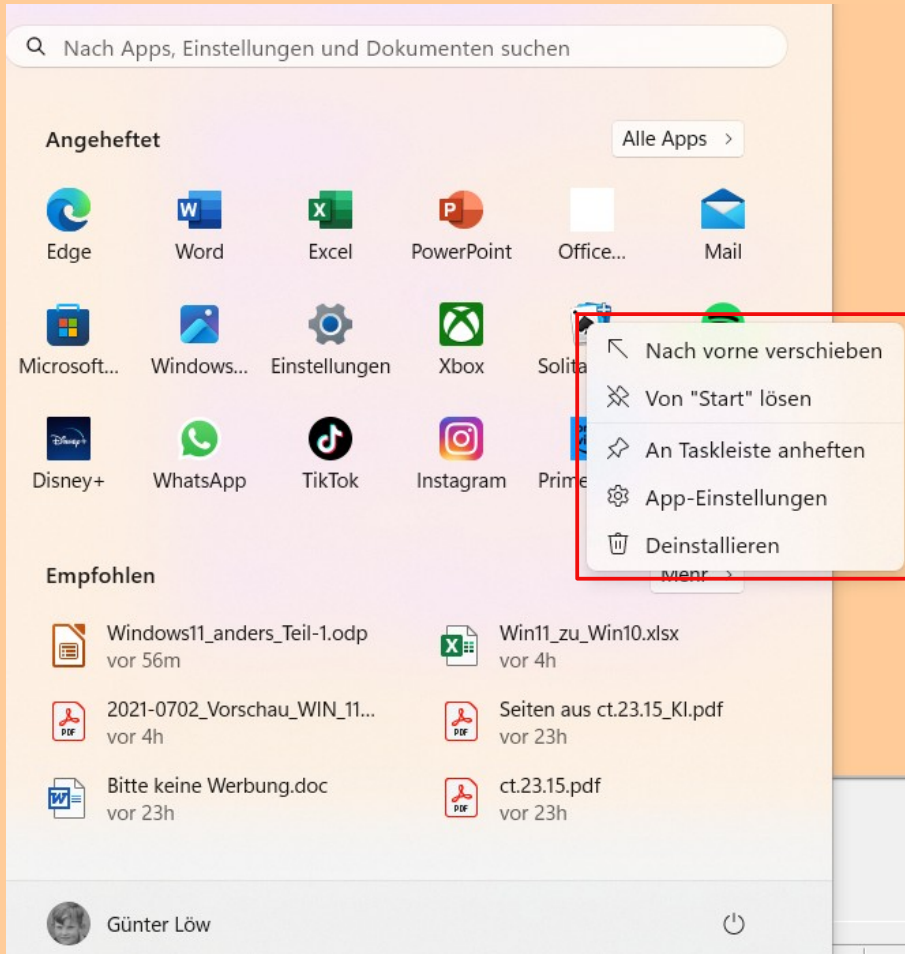 Nach Apps, Einstellungen und Dokumenten suchen
Angeheftet
Alle Apps
Edge
Word
Excel
PowerPoint
Office...
Mail
Microsoft...
Windows...
Einstellungen
Xbox
Solita
Disney+
WhatsApp
TikTok
Instagram
Prime
Nach vorne verschieben
Von "Start" lösen
An Taskleiste anheften
App-Einstellungen
Deinstallieren
Empfohlen
Mehr
Windows11_anders_Teil-1.odp
vor 56m
Win11_zu_Win10.xlsx
vor 4h
2021-0702_Vorschau_WIN_11...
vor 4h
Seiten aus ct.23.15_KI.pdf
vor 23h
Bitte keine Werbung.doc
vor 23h
ct.23.15.pdf
vor 23h
Günter Löw